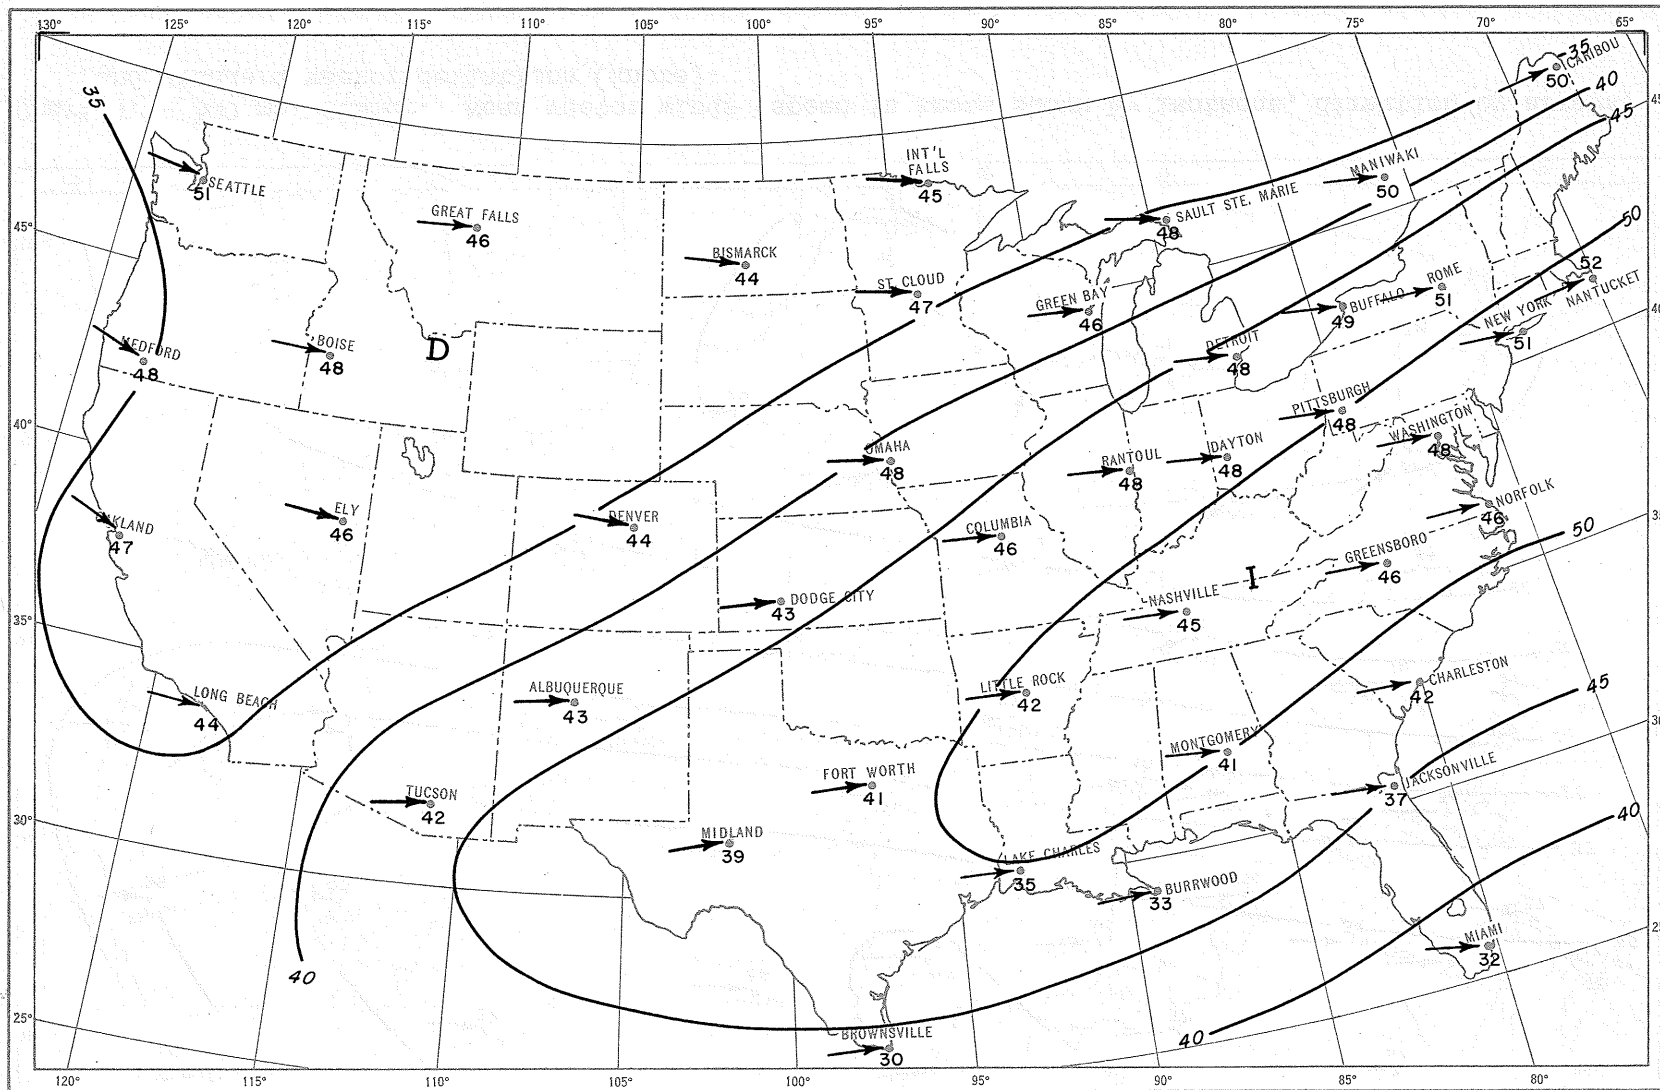 130° 125° 120° 115° 110° 105° 100° 95° 90° 85° 80° 75° 70° 65°
35
CARIBOU
50
40
45
45
35
MANIWAKI
50
INT'L
FALLS
45
SEATTLE
51
SAULT STE. MARIE
48
GREAT FALLS
46
50
45°
BISMARCK
44
ST. CLOUD
47
GREEN BAY
46
BUFFALO
49
ROME
51
52
NANTUCKET
NEW YORK
51
40
MEDFORD
48
BOISE
48
D
DETROIT
48
PITTSBURGH
48
WASHINGTON
48
40°
OMAHA
48
RANTOUL
48
DAYTON
48
NORFOLK
46
OAKLAND
47
ELY
46
DENVER
44
COLUMBIA
46
GREENSBORO
46
50
35
I
DODGE CITY
43
NASHVILLE
45
35°
LONG BEACH
44
ALBUQUERQUE
43
LITTLE ROCK
42
CHARLESTON
42
45
30
MONTGOMERY
41
FORT WORTH
41
JACKSONVILLE
37
TUCSON
42
40
30°
MIDLAND
39
LAKE CHARLES
35
BURRWOOD
33
MIAMI
32
25
40
25°
BROWNSVILLE
30
40
120° 115° 110° 105° 100° 95° 90° 85° 80°